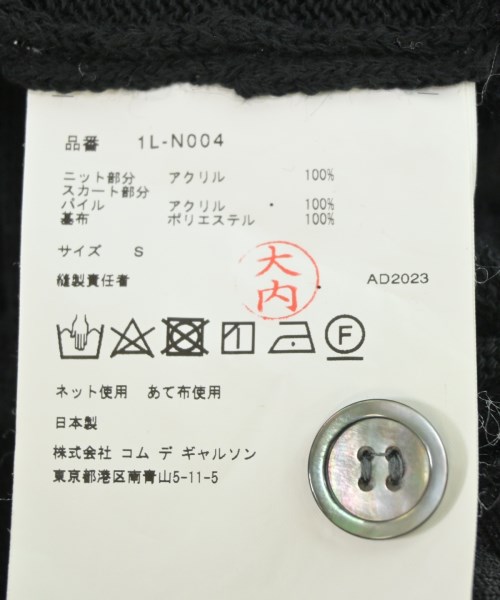 品番 1L-N004
ニット部分 アクリル 100%
スカート部分
パイル アクリル 100%
基布 ポリエステル 100%
サイズ S
縫製責任者 大内 AD2023
F
ネット使用 あて布使用
日本製
株式会社 コム デ ギャルソン
東京都港区南青山5-11-5